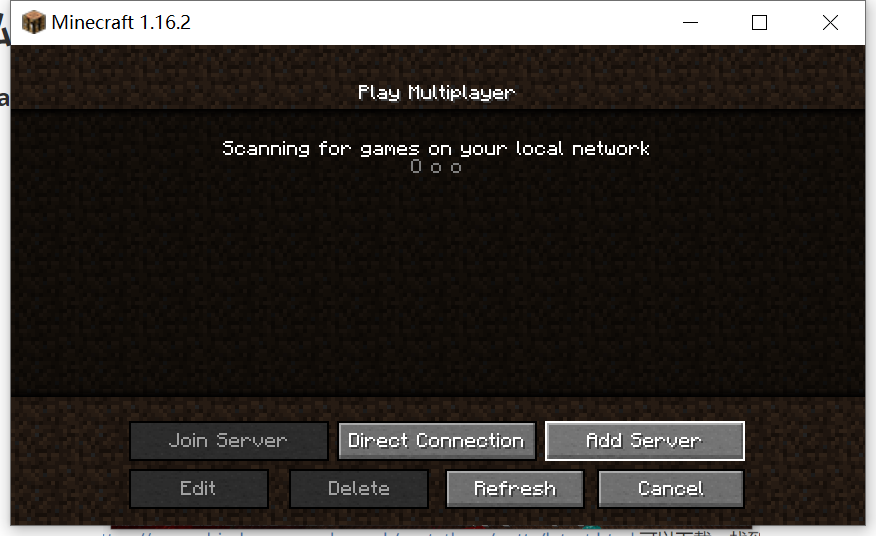 Minecraft 1.16.2
Play Multiplayer
Scanning for games on your local network
O o o
Join Server
Direct Connection
Add Server
Edit
Delete
Refresh
Cancel